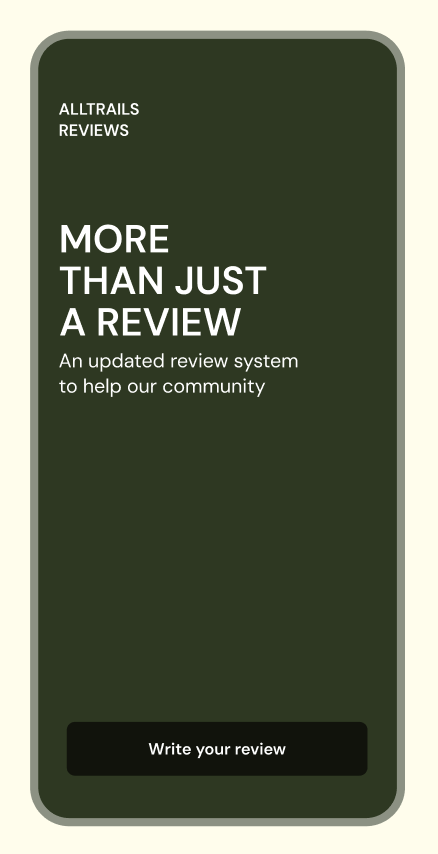 ALLTRAILS
REVIEWS
MORE
THAN JUST
A REVIEW
An updated review system
to help our community
Write your review